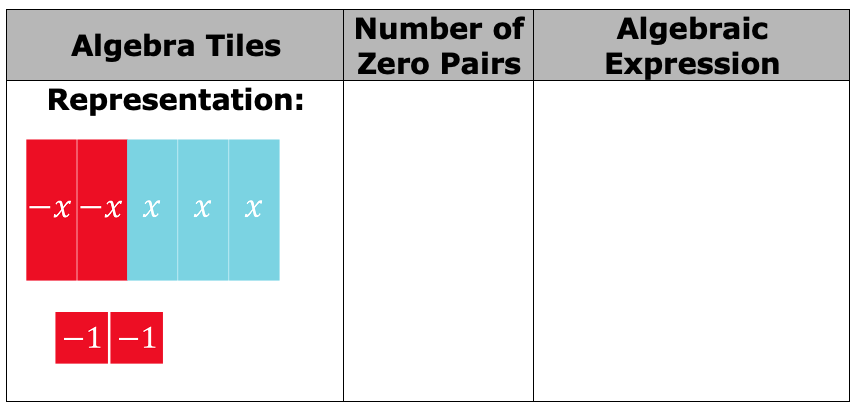 Algebra Tiles
Number of
Zero Pairs
Algebraic
Expression
Representation:
−x −x x x x
−1 −1